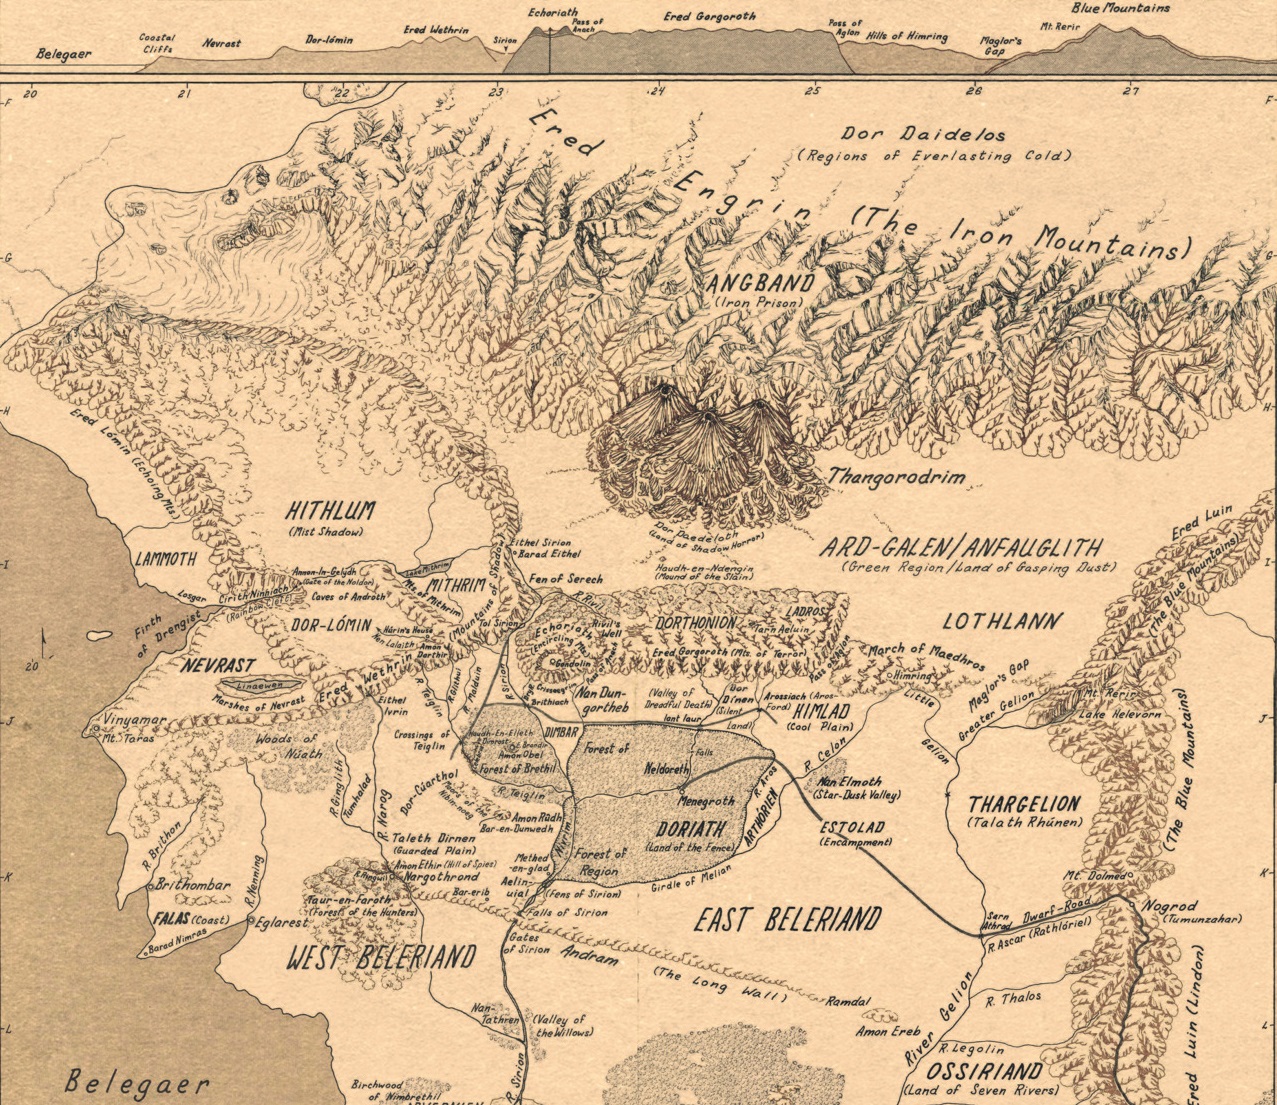 Echoriath
Blue Mountains
Ered Gorgoroth
Pass of
Anach
Pass of
Aglon
Mt. Rerir
Ered Wethrin
Coastal
Cliffs
Nevrast
Dor-lómin
Sirion
Hills of Himring
Maglor's
Gap
Belegaer
20 21 22 23 24 25 26 27
F F
Ered
Engrin (The Iron Mountains)
Dor Daidelos
(Regions of Everlasting Cold)
G G
ANGBAND
(Iron Prison)
H H
Ered Lómin (Echoing Mts.)
Thangorodrim
HITHLUM
(Mist Shadow)
Dor Daedeloth
(Land of Shadow Horror)
Ered Luin
(The Blue Mountains)
ARD-GALEN/ANFAUGLITH
(Green Region/Land of Gasping Dust)
Eithel Sirion
Barad Eithel
LAMMOTH
I I
Haudh-en-Ndengin
(Mound of the Slain)
Annon-In-Gelydh
(Gate of the Noldor)
Lake Mithrim
MITHRIM
Mts. of Mithrim
(Mountains of Shadow)
Fen of Serech
R. Rivil
Losgar
Cirith Ninniach
(Rainbow Cleft)
Caves of Androth
Firth
of Drengist
DOR-LÓMIN
Húrin's House
Nen Lalaith
Amon
Darthir
Tol Sirion
Echoriath
(Encircling Mts.)
Gondolin
Rivil's
Well
DORTHONION
LADROS
Tarn Aeluin
Ered Gorgoroth (Mts. of Terror)
Pass of Aglon
LOTHLANN
March of Maedhros
Himring
20
NEVRAST
Linaewen
Marshes of Nevrast
Ered Wethrin
Eithel
Ivrin
R. Teiglin
R. Glithui
R. Malduin
Sirion
Crissaegrim
Brithiach
Nan Dun-
gortheb
(Valley of
Dreadful Death)
Iant Iaur
Dor
Dínen
(Silent
Land)
Arossiach (Aros-
Ford)
HIMLAD
(Cool Plain)
Little
Gelion
Maglor's Gap
Greater Gelion
Mt. Rerir
Lake Helevorn
J J
Vinyamar
Mt. Taras
Woods of
Núath
Crossings of
Teiglin
Haudh-En-Elleth
Amon Obel
Forest of Brethil
DIMBAR
Forest of
Neldoreth
Falls
R. Celon
R. Aros
R. Ginglith
Tumhalad
R. Narog
Dor-Cúarthol
R. Teiglin
Amon Rûdh
Bar-en-Danwedh
Menegroth
Nan Elmoth
(Star-Dusk Valley)
THARGELION
(Talath Rhúnen)
(The Blue Mountains)
Nivrim
DORIATH
(Land of the Fence)
ARTHÓRIEN
ESTOLAD
(Encampment)
Taleth Dirnen
(Guarded Plain)
R. Brithon
R. Nenning
Amon Ethir (Hill of Spies)
R. Ringwil
Nargothrond
Methed
-en-glad
Forest of
Region
Girdle of Melian
Aelin-
uial
(Fens of Sirion)
K K
Mt. Dolmed
Brithombar
Taur-en-Faroth
(Forests of the Hunters)
Bar-erib
Falls of Sirion
FALAS (Coast)
Eglarest
Barad Nimras
Gates
of Sirion
EAST BELERIAND
Sarn
Athrad
Dwarf-Road
R. Ascar (Rathlóriel)
Nogrod
(Tumunzahar)
WEST BELERIAND
Andram
(The Long Wall)
Ramdal
Amon Ereb
River Gelion
R. Thalos
Nan-
Tathren
(Valley of
the Willows)
L L
R. Legolin
Ered Luin (Lindon)
OSSIRIAND
(Land of Seven Rivers)
Belegaer
Birchwood
of Nimbrethil
R. Sirion